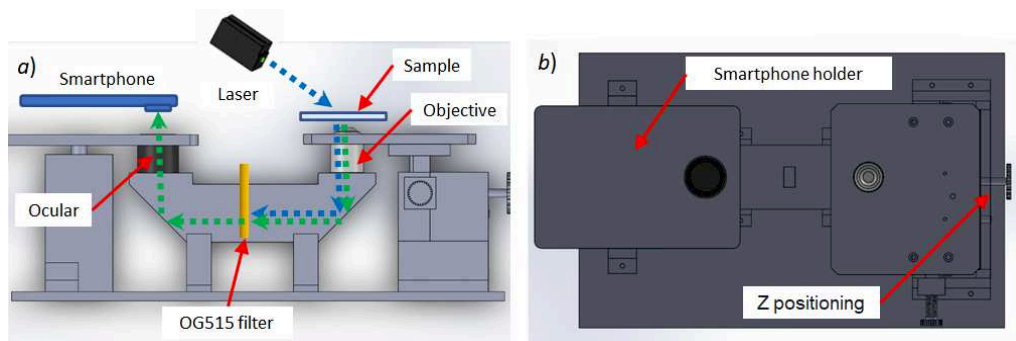 a)
Smartphone
Laser
Sample
Objective
Ocular
OG515 filter
b)
Smartphone holder
Z positioning